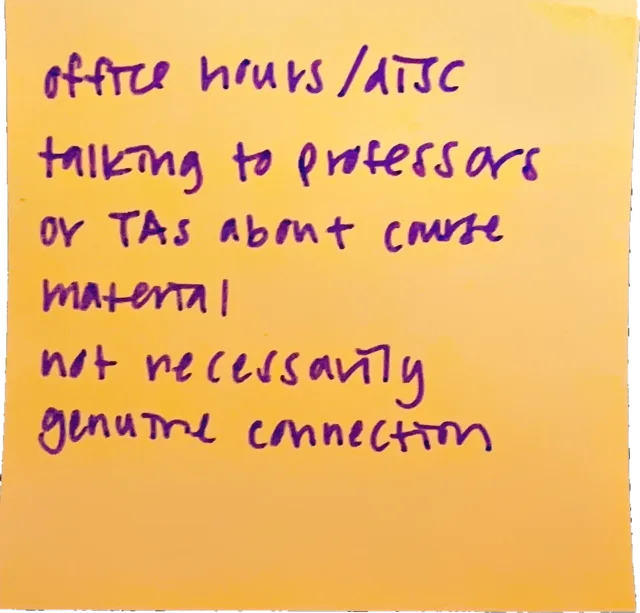 office hours/disc
talking to professors
or TAs about course
material
not necessarily
genuine connection